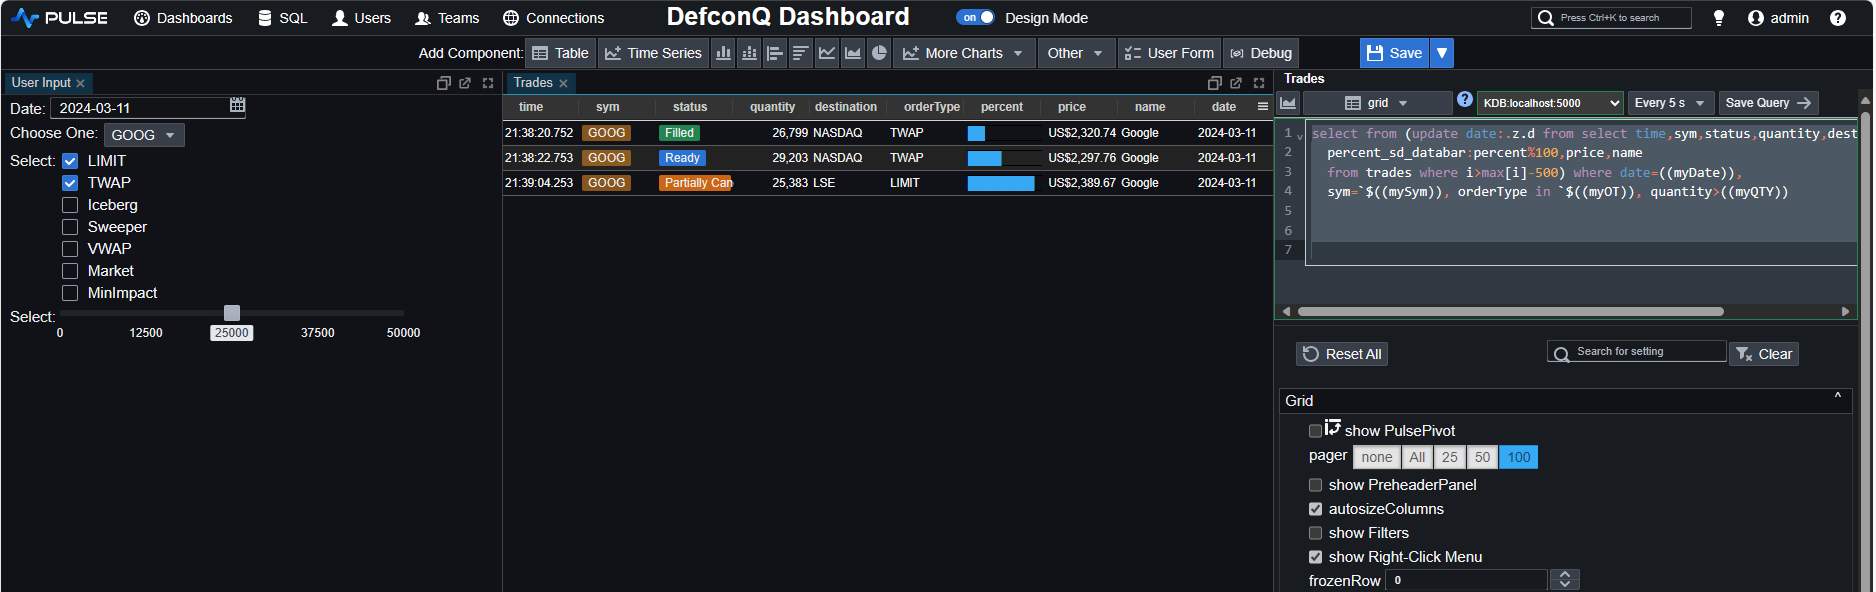 PULSE Dashboards SQL Users Teams Connections DefconQ Dashboard on Design Mode Press Ctrl+K to search admin
Add Component: Table Time Series More Charts Other User Form Debug Save
User Input
Date: 2024-03-11
Choose One: GOOG
Select: LIMIT
TWAP
Iceberg
Sweeper
VWAP
Market
MinImpact
Select:
0 12500 25000 37500 50000
Trades
time sym status quantity destination orderType percent price name date
21:38:20.752 GOOG Filled 26,799 NASDAQ TWAP US$2,320.74 Google 2024-03-11
21:38:22.753 GOOG Ready 29,203 NASDAQ TWAP US$2,297.76 Google 2024-03-11
21:39:04.253 GOOG Partially Can 25,383 LSE LIMIT US$2,389.67 Google 2024-03-11
Trades
grid ? KDB:localhost:5000 Every 5 s Save Query
1 select from (update date:.z.d from select time,sym,status,quantity,dest
2 percent_sd_databar:percent%100,price,name
3 from trades where i>max[i]-500) where date=((myDate)),
4 sym=`$((mySym)), orderType in `$((myOT)), quantity>((myQTY))
5
6
7
Reset All Search for setting Clear
Grid
show PulsePivot
pager none All 25 50 100
show PreheaderPanel
autosizeColumns
show Filters
show Right-Click Menu
frozenRow 0